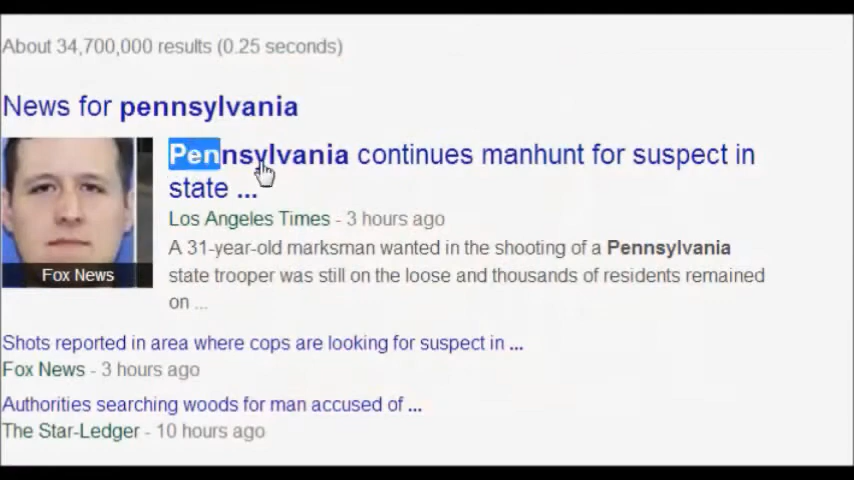 About 34,700,000 results (0.25 seconds)
News for pennsylvania
Pennsylvania continues manhunt for suspect in
state ...
Los Angeles Times - 3 hours ago
A 31-year-old marksman wanted in the shooting of a Pennsylvania
state trooper was still on the loose and thousands of residents remained
on ...
Fox News
Shots reported in area where cops are looking for suspect in ...
Fox News - 3 hours ago
Authorities searching woods for man accused of ...
The Star-Ledger - 10 hours ago